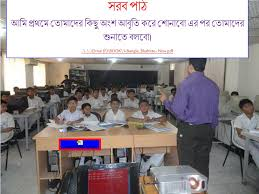 সরব পাঠ
আমি প্রথমে তোমাদের কিছু অংশ আবৃতি করে শোনাবো এর পর তোমাদের
শুনাতে বলবো।